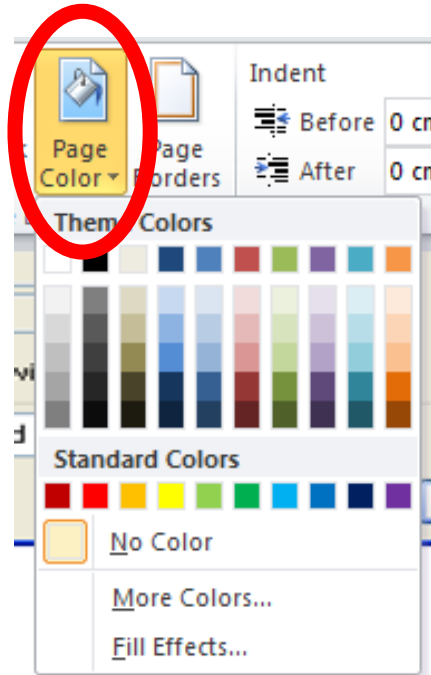 Indent
Page Color
Page Borders
Before 0 cm
After 0 cm
Theme Colors
Standard Colors
No Color
More Colors...
Fill Effects...